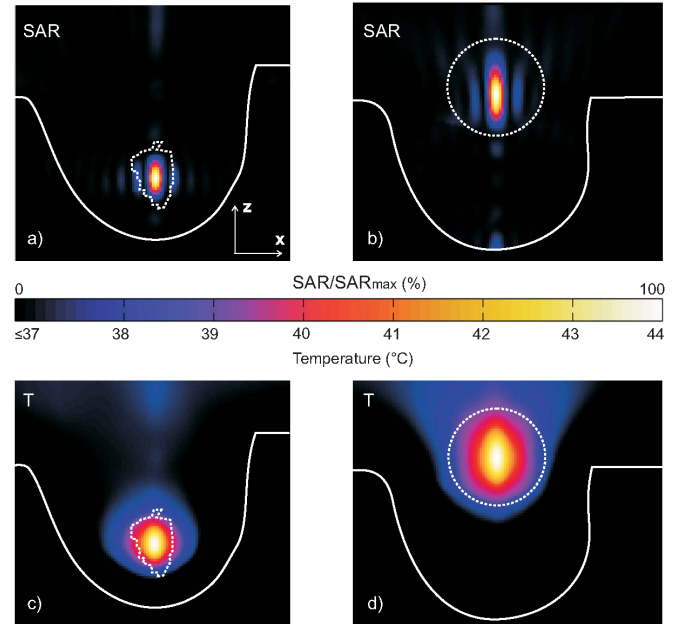 SAR
SAR
z
x
a)
b)
0
SAR/SARmax (%)
100
≤37
38
39
40
41
42
43
44
Temperature (°C)
T
T
c)
d)